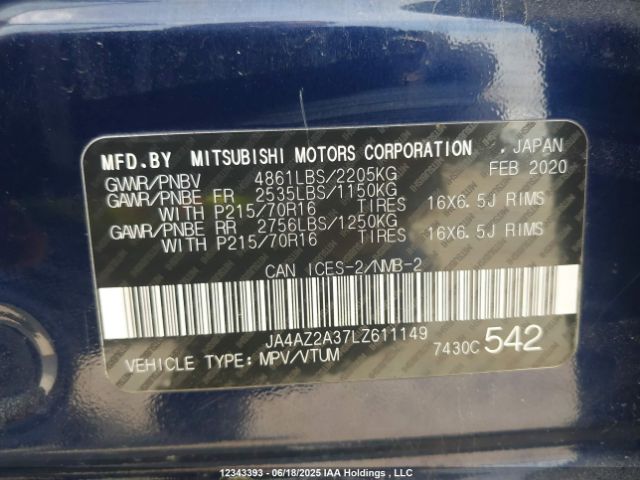 MFD.BY MITSUBISHI MOTORS CORPORATION , JAPAN
GVWR/PNBV 4861LBS/2205KG FEB 2020
GAWR/PNBE FR 2535LBS/1150KG
WITH P215/70R16 TIRES 16X6.5J RIMS
GAWR/PNBE RR 2756LBS/1250KG
WITH P215/70R16 TIRES 16X6.5J RIMS
CAN ICES-2/NMB-2
JA4AZ2A37LZ611149
VEHICLE TYPE: MPV/VTUM 7430C 542
12343393 - 06/18/2025 IAA Holdings , LLC.